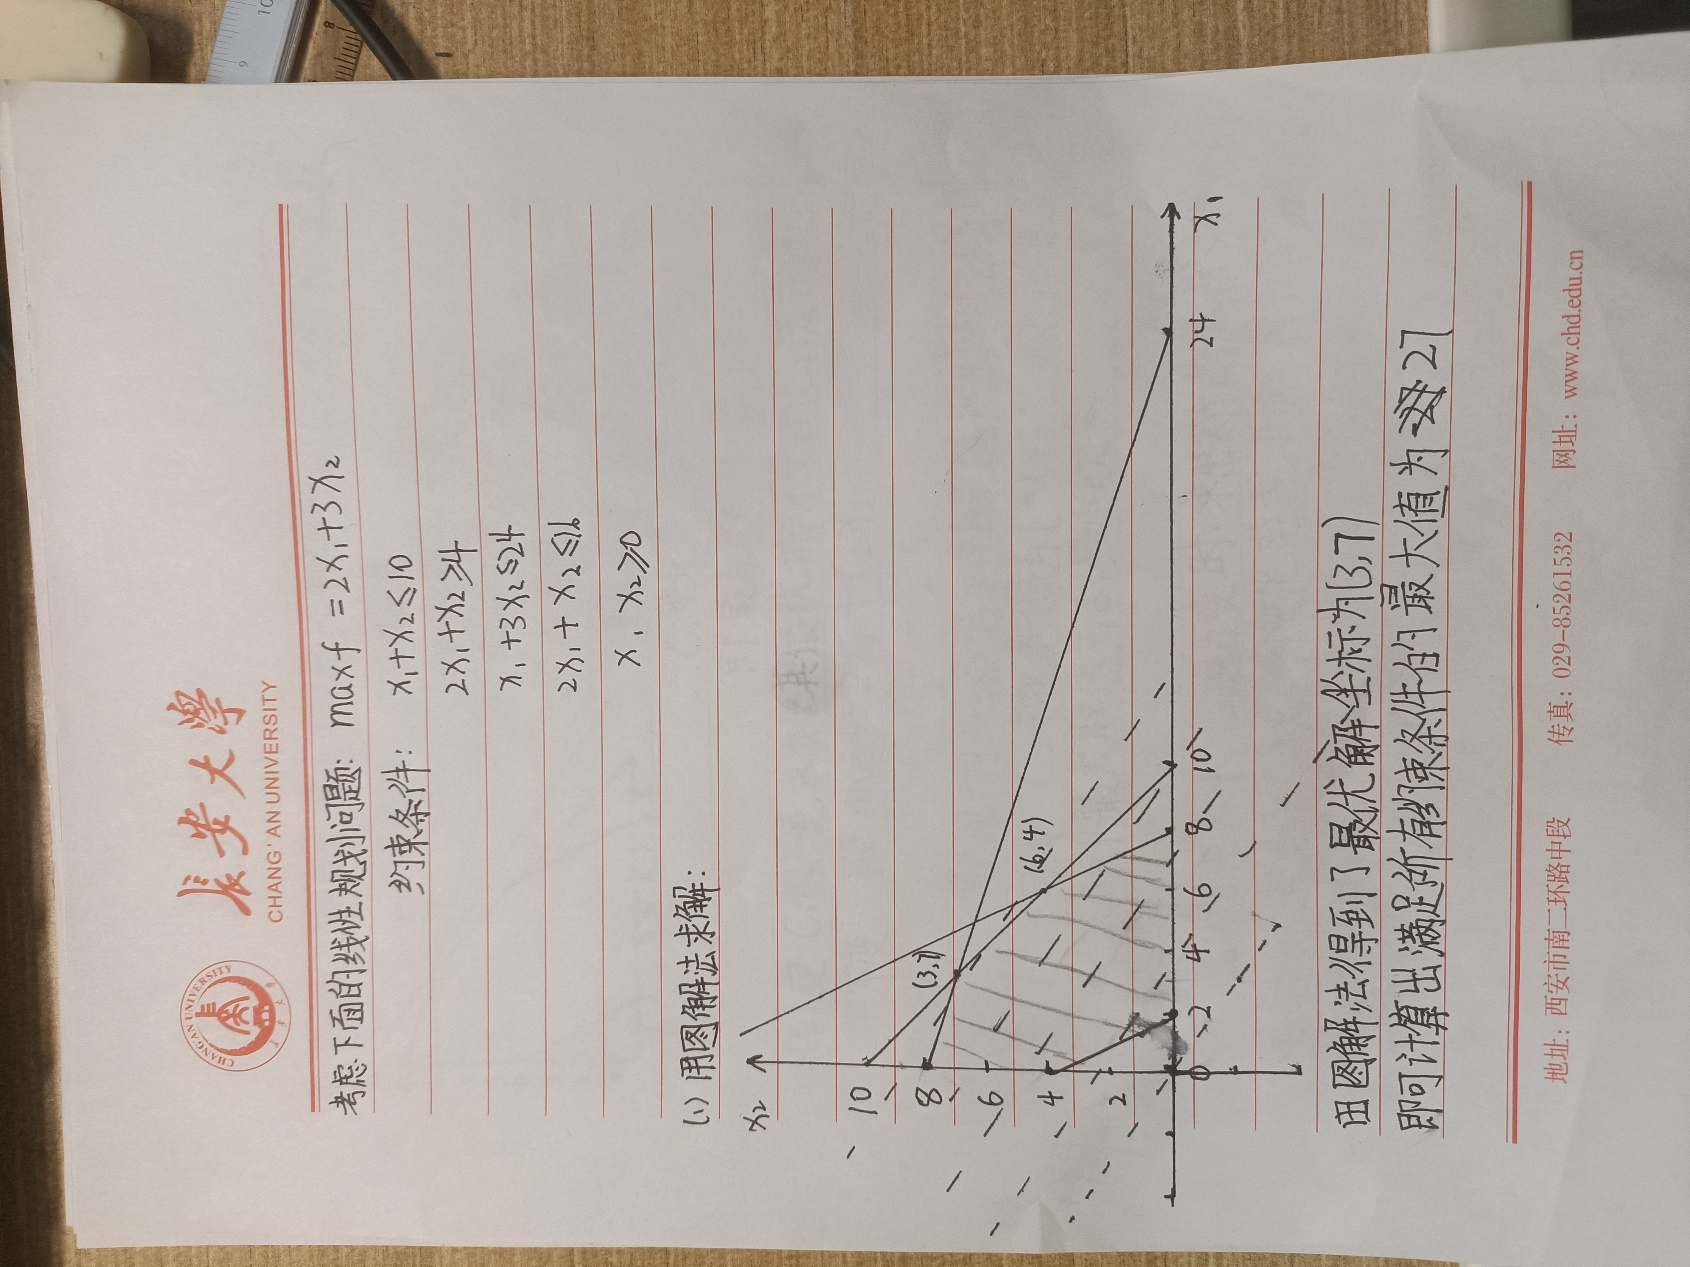 长安大学
CHANG'AN UNIVERSITY
考虑下面的线性规划问题: maxf = 2x₁+3x₂
约束条件: x₁+x₂≤10
2x₁+x₂≥4
x₁+3x₂≤24
2x₁+x₂≤16
x₁ x₂≥0
(1) 用图解法求解:
x₂
10
8
6
4
2
(3,7)
(6,4)
0 2 4 6 8 10 24 x₁
由图解法得到了最优解坐标为(3,7)
即可计算出满足所有约束条件的最大值为 27
地址: 西安市南二环路中段 传真: 029-85261532 网址: www.chd.edu.cn